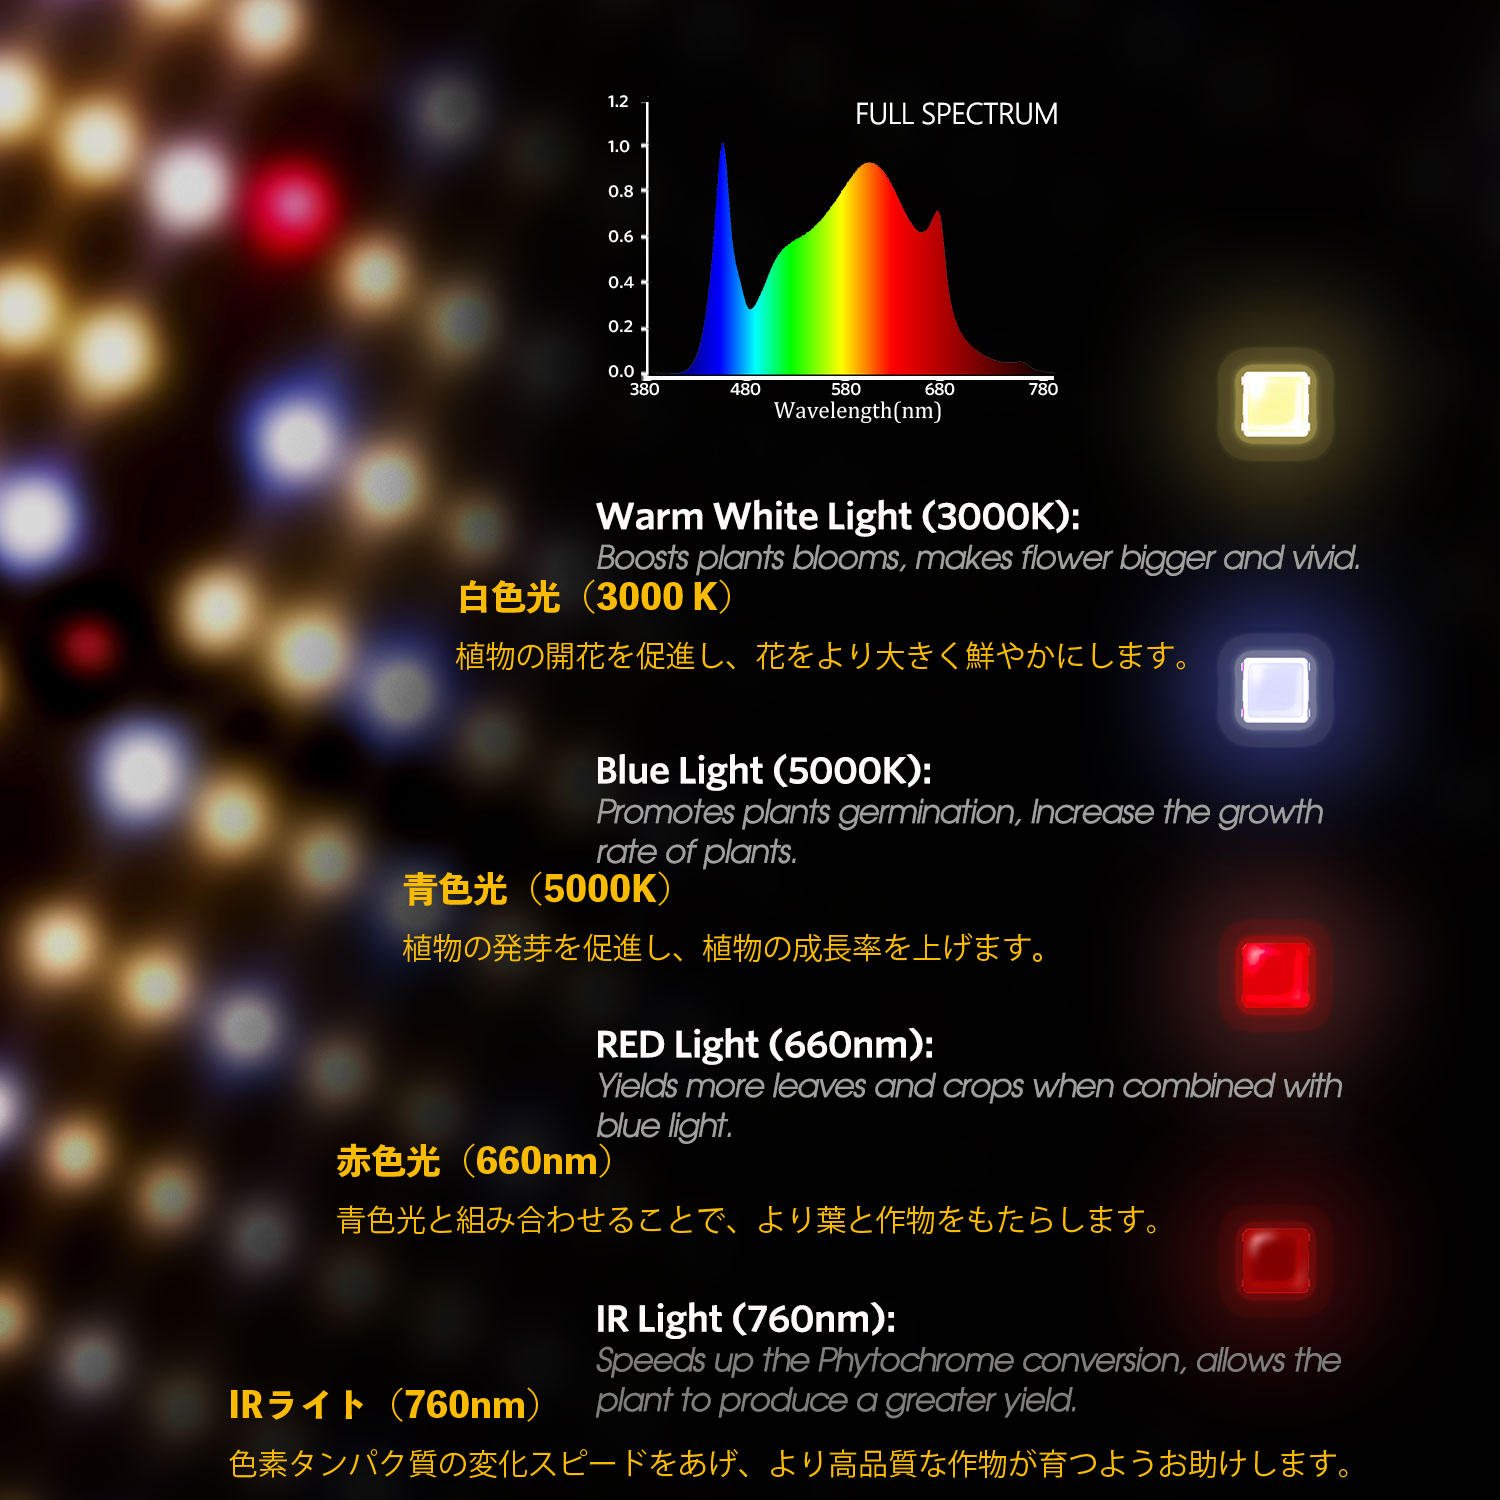 FULL SPECTRUM
1.2
1.0
0.8
0.6
0.4
0.2
0.0
380 480 580 680 780
Wavelength(nm)
Warm White Light (3000K):
Boosts plants blooms, makes flower bigger and vivid.
白色光（3000 K）
植物の開花を促進し、花をより大きく鮮やかにします。
Blue Light (5000K):
Promotes plants germination, Increase the growth
rate of plants.
青色光（5000K）
植物の発芽を促進し、植物の成長率を上げます。
RED Light (660nm):
Yields more leaves and crops when combined with
blue light.
赤色光（660nm）
青色光と組み合わせることで、より葉と作物をもたらします。
IR Light (760nm):
Speeds up the Phytochrome conversion, allows the
plant to produce a greater yield.
IRライト（760nm）
色素タンパク質の変化スピードをあげ、より高品質な作物が育つようお助けします。